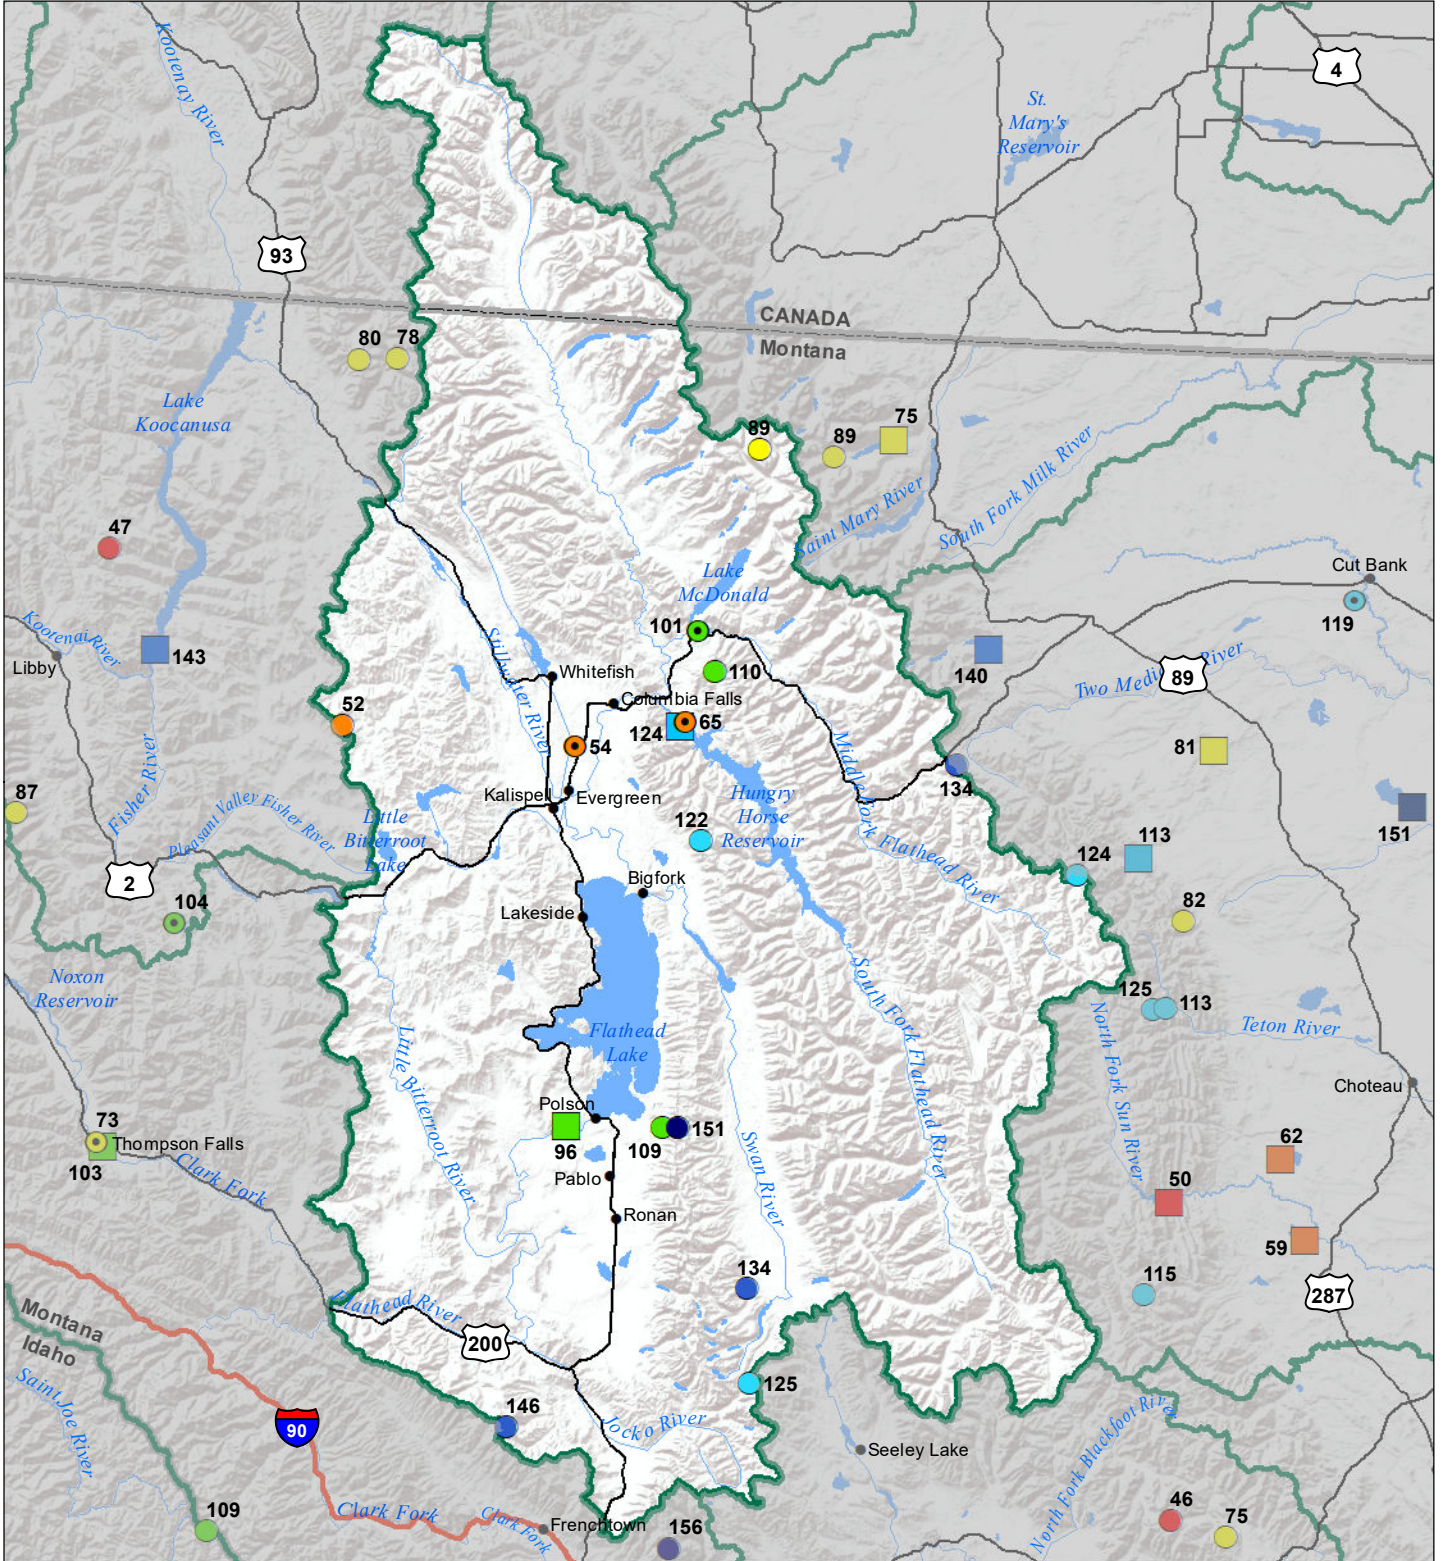 Kootenay River
4
St.
Mary's
Reservoir
93
CANADA
Montana
80
78
Lake
Koocanusa
89
89
75
South Fork Milk River
Saint Mary River
47
Cut Bank
Lake
McDonald
119
Kootenai River
Libby
143
Stillwater River
101
110
140
Two Medi
River
89
Whitefish
Columbia Falls
52
54
124
65
81
134
Middle Fork Flathead River
Fisher River
87
Pleasant Valley Fisher River
Little
Bitterroot
Lake
Kalispell
Evergreen
Hungry
Horse
Reservoir
122
151
113
124
2
104
Bigfork
Lakeside
82
Noxon
Reservoir
South Fork Flathead River
125
113
North Fork Sun River
Teton River
Little Bitterroot River
Flathead
Lake
Choteau
Polson
73
Thompson Falls
103
96
109
151
Swan River
62
Clark Fork
Pablo
50
Ronan
59
134
115
287
Montana
Idaho
Flathead River
200
Saint Joe River
125
90
146
Jocko River
Seeley Lake
North Fork Blackfoot River
109
Clark Fork
Clark Fork
Frenchtown
156
46
75